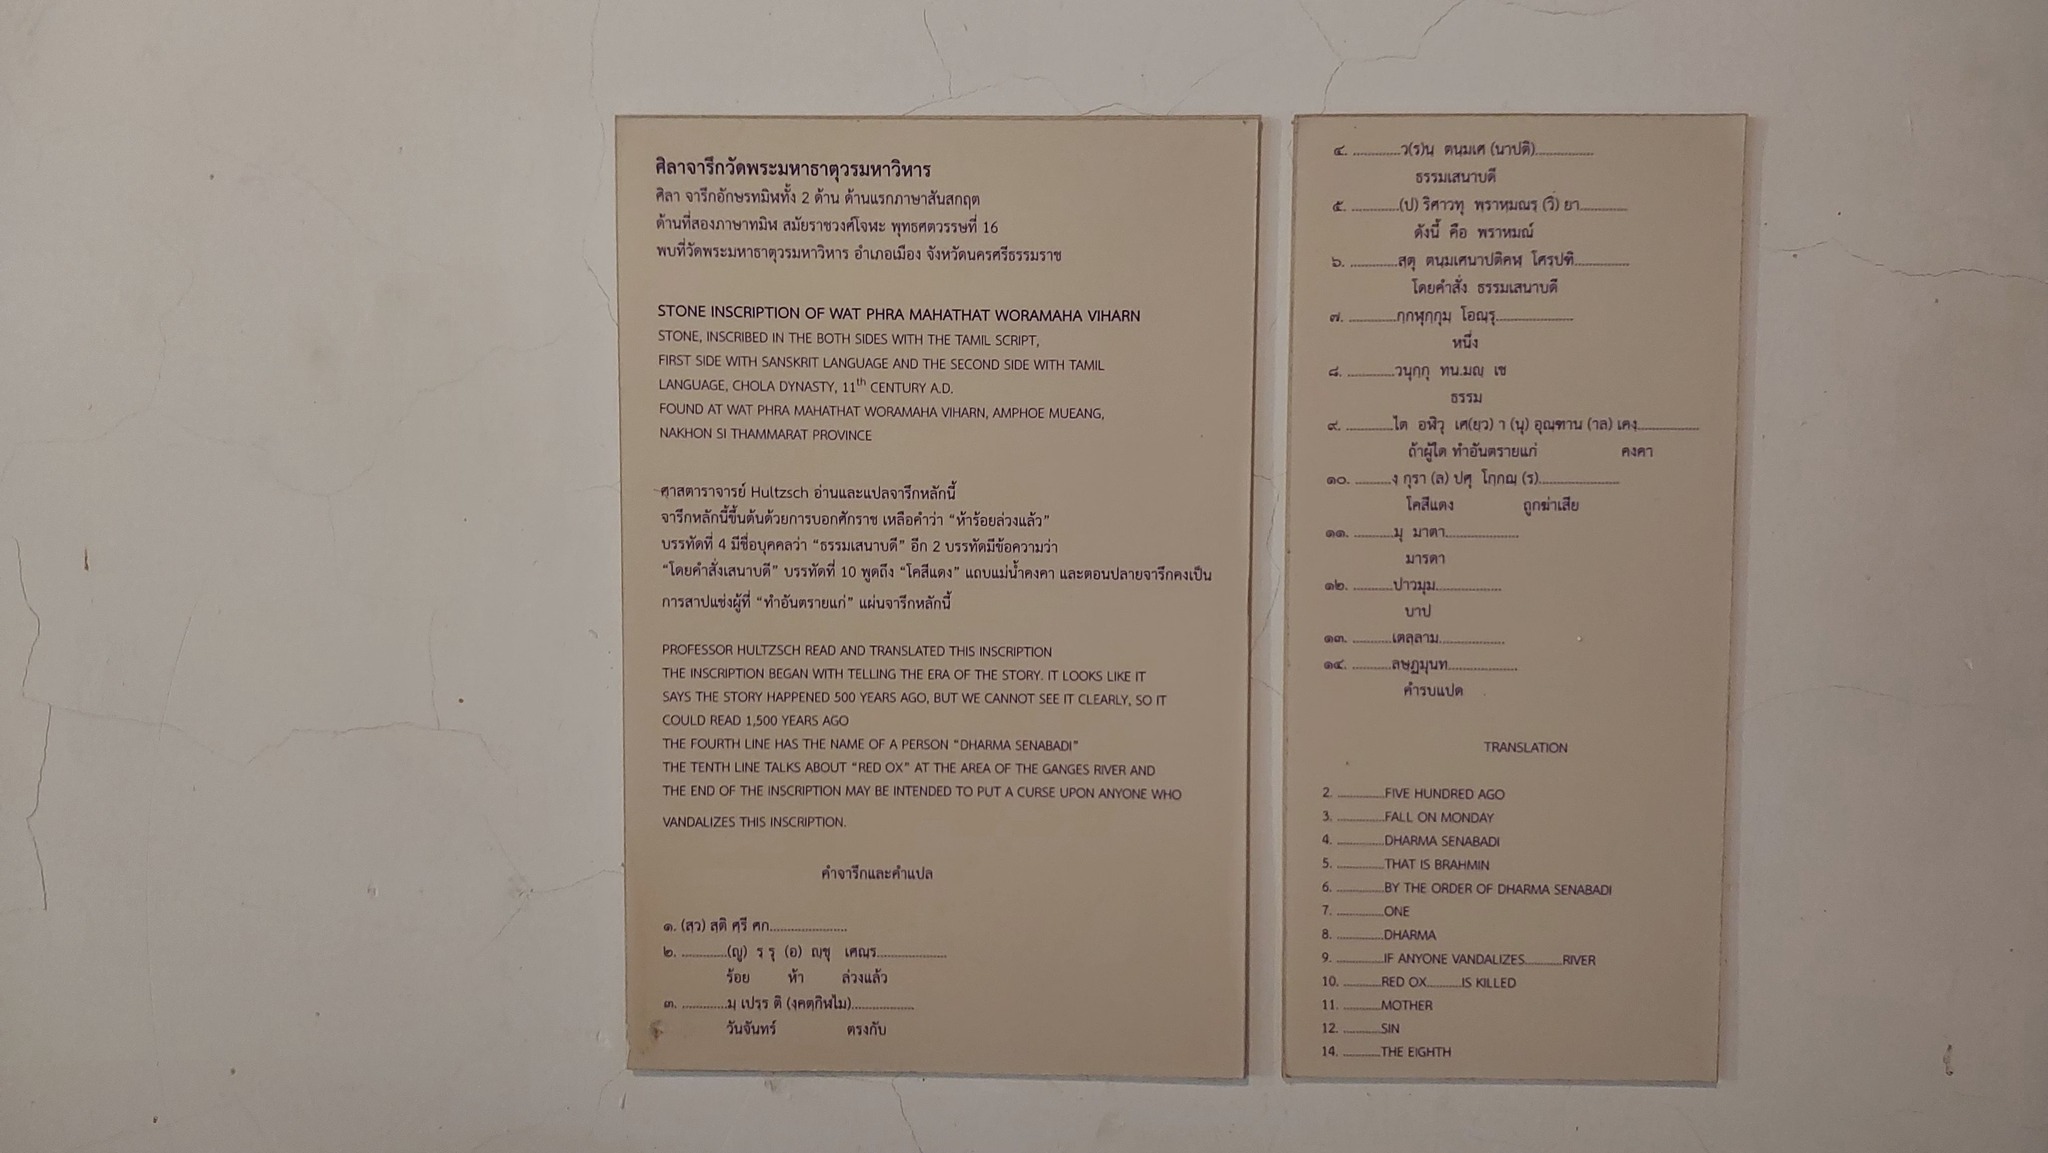 ศิลาจารึกวัดพระมหาธาตุวรมหาวิหาร
ศิลา จารึกอักษรทมิฬทั้ง 2 ด้าน ด้านแรกภาษาสันสกฤต
ด้านที่สองภาษาทมิฬ สมัยราชวงศ์โจฬะ พุทธศตวรรษที่ 16
พบที่วัดพระมหาธาตุวรมหาวิหาร อำเภอเมือง จังหวัดนครศรีธรรมราช
STONE INSCRIPTION OF WAT PHRA MAHATHAT WORAMAHA VIHARN
STONE, INSCRIBED IN THE BOTH SIDES WITH THE TAMIL SCRIPT,
FIRST SIDE WITH SANSKRIT LANGUAGE AND THE SECOND SIDE WITH TAMIL
LANGUAGE, CHOLA DYNASTY, 11th CENTURY A.D.
FOUND AT WAT PHRA MAHATHAT WORAMAHA VIHARN, AMPHOE MUEANG,
NAKHON SI THAMMARAT PROVINCE
ศาสตาราจารย์ Hultzsch อ่านและแปลจารึกหลักนี้
จารึกหลักนี้ขึ้นต้นด้วยการบอกศักราช เหลือคำว่า “ห้าร้อยล่วงแล้ว”
บรรทัดที่ 4 มีชื่อบุคคลว่า “ธรรมเสนาบดี” อีก 2 บรรทัดมีข้อความว่า
“โดยคำสั่งเสนาบดี” บรรทัดที่ 10 พูดถึง “โคสีแดง” แถบแม่น้ำคงคา และตอนปลายจารึกคงเป็น
การสาปแช่งผู้ที่ “ทำอันตรายแก่” แผ่นจารึกหลักนี้
PROFESSOR HULTZSCH READ AND TRANSLATED THIS INSCRIPTION
THE INSCRIPTION BEGAN WITH TELLING THE ERA OF THE STORY. IT LOOKS LIKE IT
SAYS THE STORY HAPPENED 500 YEARS AGO, BUT WE CANNOT SEE IT CLEARLY, SO IT
COULD READ 1,500 YEARS AGO
THE FOURTH LINE HAS THE NAME OF A PERSON “DHARMA SENABADI”
THE TENTH LINE TALKS ABOUT “RED OX” AT THE AREA OF THE GANGES RIVER AND
THE END OF THE INSCRIPTION MAY BE INTENDED TO PUT A CURSE UPON ANYONE WHO
VANDALIZES THIS INSCRIPTION.
คำจารึกและคำแปล
๑. (สฺว) สฺติ ศฺรี ศก......................
๒. .............(ญู) รฺ รุ (อ) ญฺชุ เศณฺร....................
ร้อย ห้า ล่วงแล้ว
๓. .............มฺ เปรฺร ติ (งฺคตฺกิฬไม)..................
วันจันทร์ ตรงกับ
๔. .............ว(ร)นฺ ตนฺมเศ (นาปติ)................
ธรรมเสนาบดี
๕. .............(ป) ริศาวทุ พฺราหฺมณรฺ (วิ) ยา.............
ดังนี้ คือ พราหมณ์
๖. .............สฺตุ ตนฺมเศนาปติคฬฺ โศรฺปฑิ...............
โดยคำสั่ง ธรรมเสนาบดี
๗. .............กฺกฬุกฺกุมฺ โอณฺรุ......................
หนึ่ง
๘. .............วนุกฺกุ ทน.มญฺ เช
ธรรม
๙. .............ไต อฬิวุ เศ(ยฺว) า (นุ) อุณฺฑาน (าล) เคงฺ.................
ถ้าผู้ใด ทำอันตรายแก่ คงคา
๑๐. ..........งฺ กุรา (ล) ปศุ โกฺกณฺ (ร).......................
โคสีแดง ถูกฆ่าเสีย
๑๑. ...........มฺุ มาตา.....................
มารดา
๑๒. ...........ปาวมุม...................
บาป
๑๓. ...........เตลฺลาม...................
๑๔. ...........ลษฺฏมุนท....................
คำรบแปด
TRANSLATION
2. .............FIVE HUNDRED AGO
3. .............FALL ON MONDAY
4. .............DHARMA SENABADI
5. .............THAT IS BRAHMIN
6. .............BY THE ORDER OF DHARMA SENABADI
7. .............ONE
8. .............DHARMA
9. .............IF ANYONE VANDALIZES..........RIVER
10. ..........RED OX..........IS KILLED
11. ..........MOTHER
12. ..........SIN
14. ..........THE EIGHTH